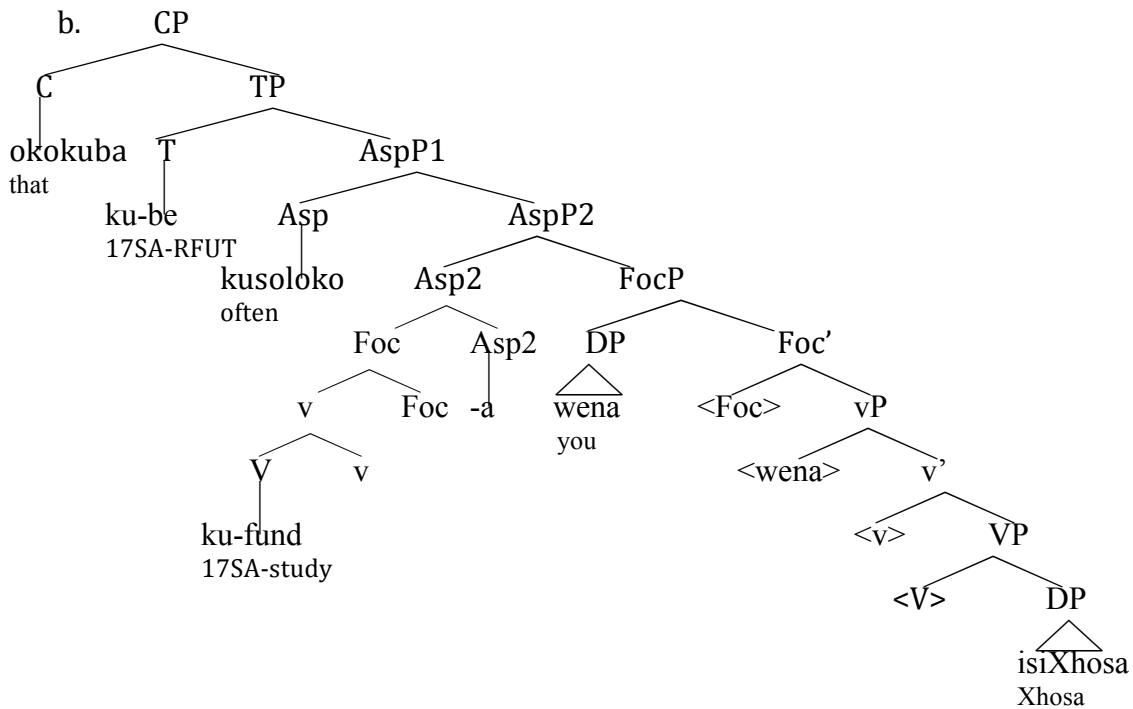 b. CP
C TP
okokuba T AspP1
that
ku-be Asp AspP2
17SA-RFUT
kusoloko Asp2 FocP
often
Foc Asp2 DP Foc’
v Foc -a wena <Foc> vP
you
V v <wena> v’
ku-fund <v> VP
17SA-study
<V> DP
isiXhosa
Xhosa